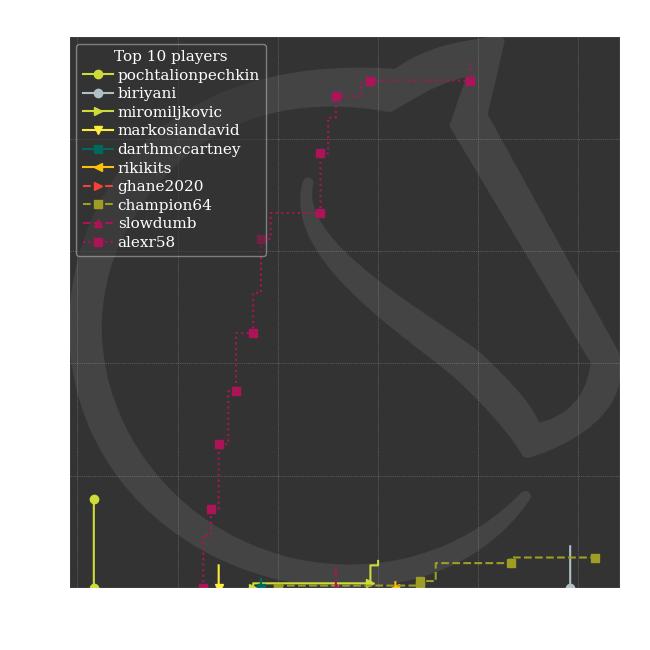 Top 10 players
pochtalionpechkin
biriyani
miromiljkovic
markosiandavid
darthmccartney
rikikits
ghane2020
champion64
slowdumb
alexr58